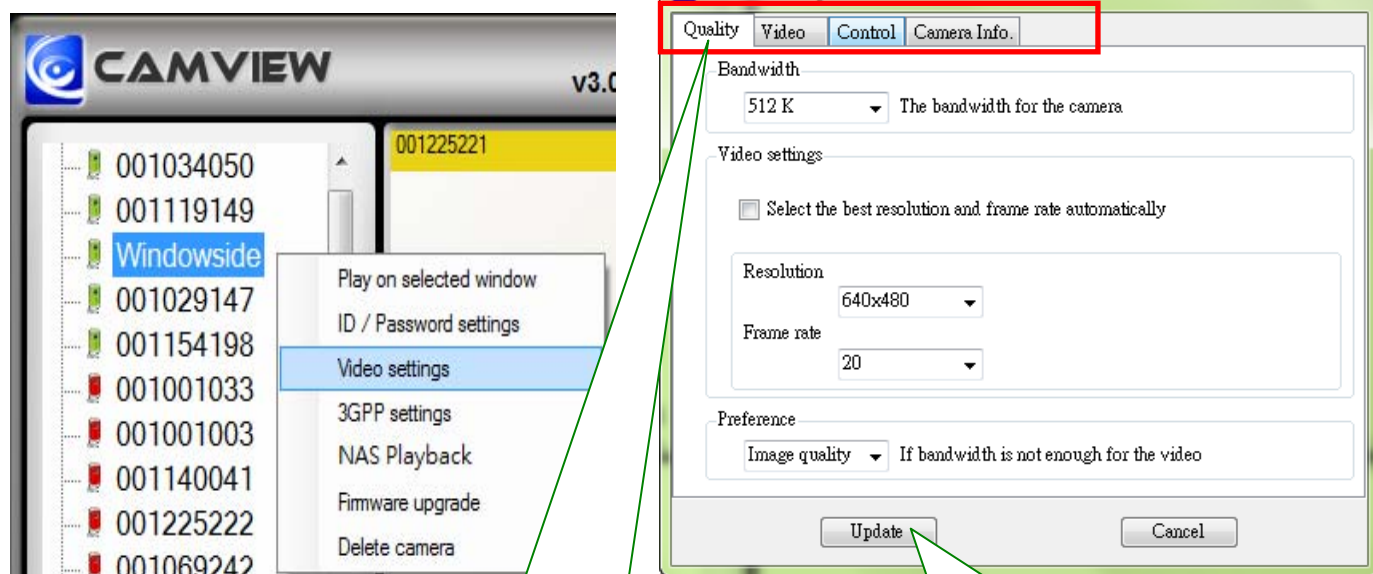 CAMVIEW
v3.0
001034050
001119149
Windowside
001029147
001154198
001001033
001001003
001140041
001225222
001069242
001225221
Play on selected window
ID / Password settings
Video settings
3GPP settings
NAS Playback
Firmware upgrade
Delete camera
Quality Video Control Camera Info.
Bandwidth
512 K The bandwidth for the camera
Video settings
Select the best resolution and frame rate automatically
Resolution
640x480
Frame rate
20
Preference
Image quality If bandwidth is not enough for the video
Update Cancel